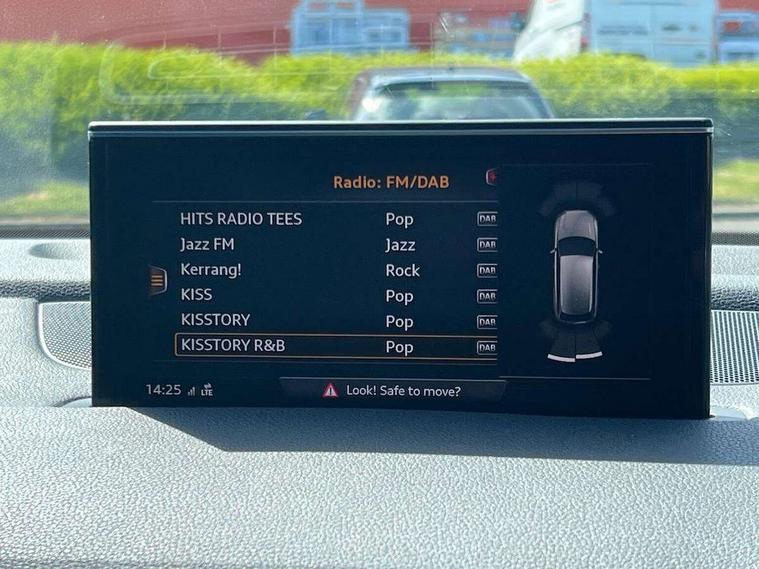 Radio: FM/DAB
HITS RADIO TEES Pop DAB
Jazz FM Jazz DAB
Kerrang! Rock DAB
KISS Pop DAB
KISSTORY Pop DAB
KISSTORY R&B Pop DAB
14:25 LTE Look! Safe to move?